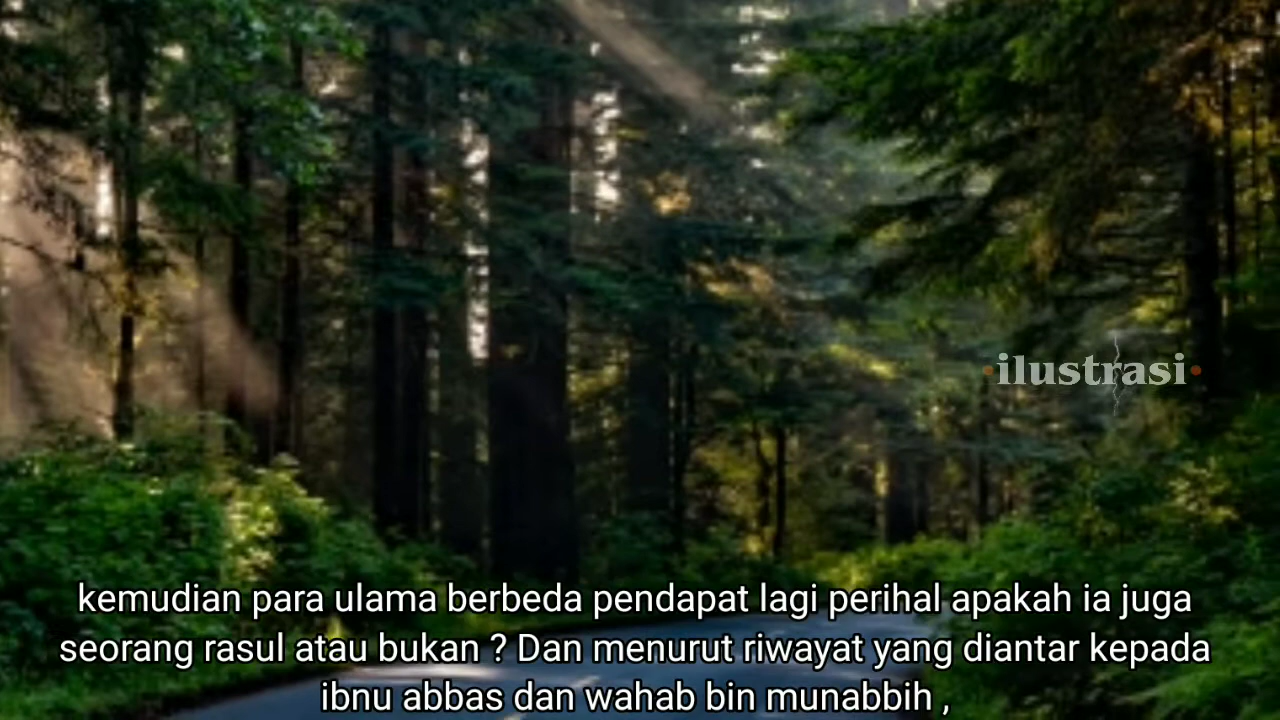 •ilustrasi•
kemudian para ulama berbeda pendapat lagi perihal apakah ia juga
seorang rasul atau bukan ? Dan menurut riwayat yang diantar kepada
ibnu abbas dan wahab bin munabbih ,